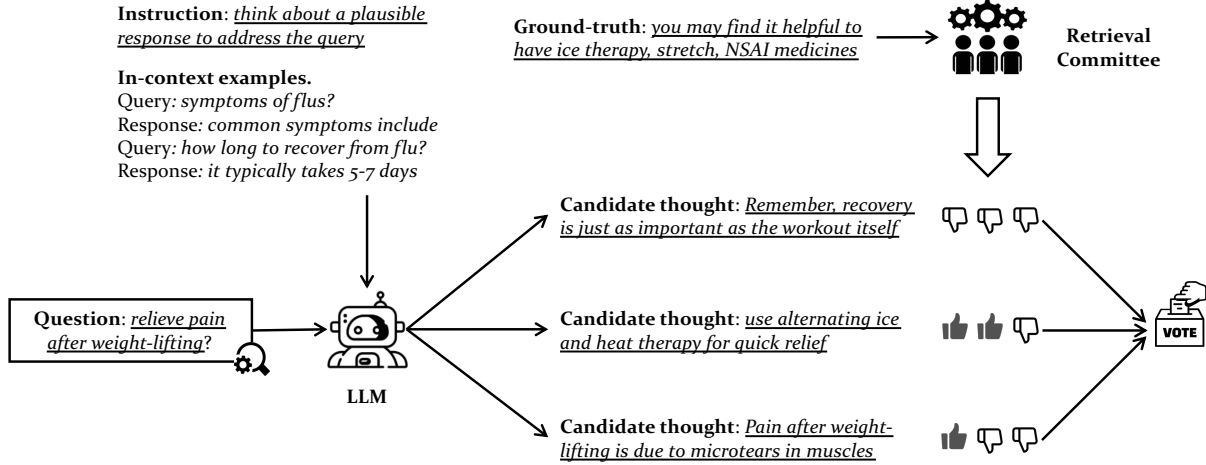 Instruction: think about a plausible
response to address the query
In-context examples.
Query: symptoms of flus?
Response: common symptoms include
Query: how long to recover from flu?
Response: it typically takes 5-7 days
Ground-truth: you may find it helpful to
have ice therapy, stretch, NSAI medicines
Retrieval
Committee
Candidate thought: Remember, recovery
is just as important as the workout itself
Question: relieve pain
after weight-lifting?
LLM
Candidate thought: use alternating ice
and heat therapy for quick relief
VOTE
Candidate thought: Pain after weight-
lifting is due to microtears in muscles